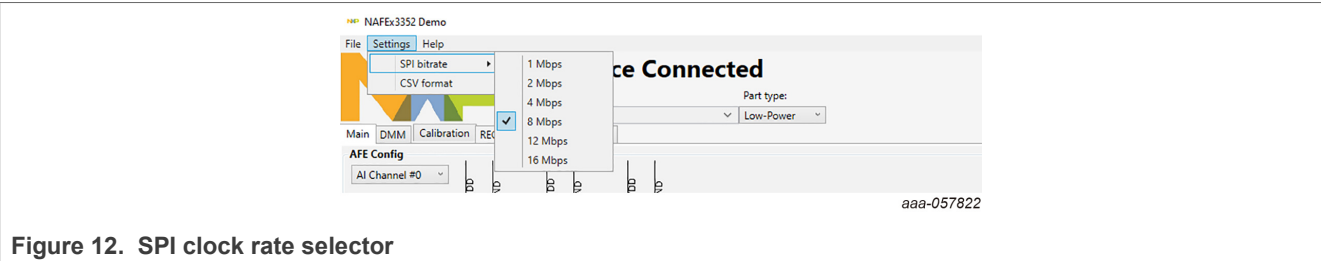 NXP NAFEx3352 Demo
File Settings Help
SPI bitrate
CSV format
1 Mbps
2 Mbps
4 Mbps
8 Mbps
12 Mbps
16 Mbps
ce Connected
Part type:
Low-Power
Main DMM Calibration REG
AFE Config
AI Channel #0
aaa-057822
Figure 12. SPI clock rate selector